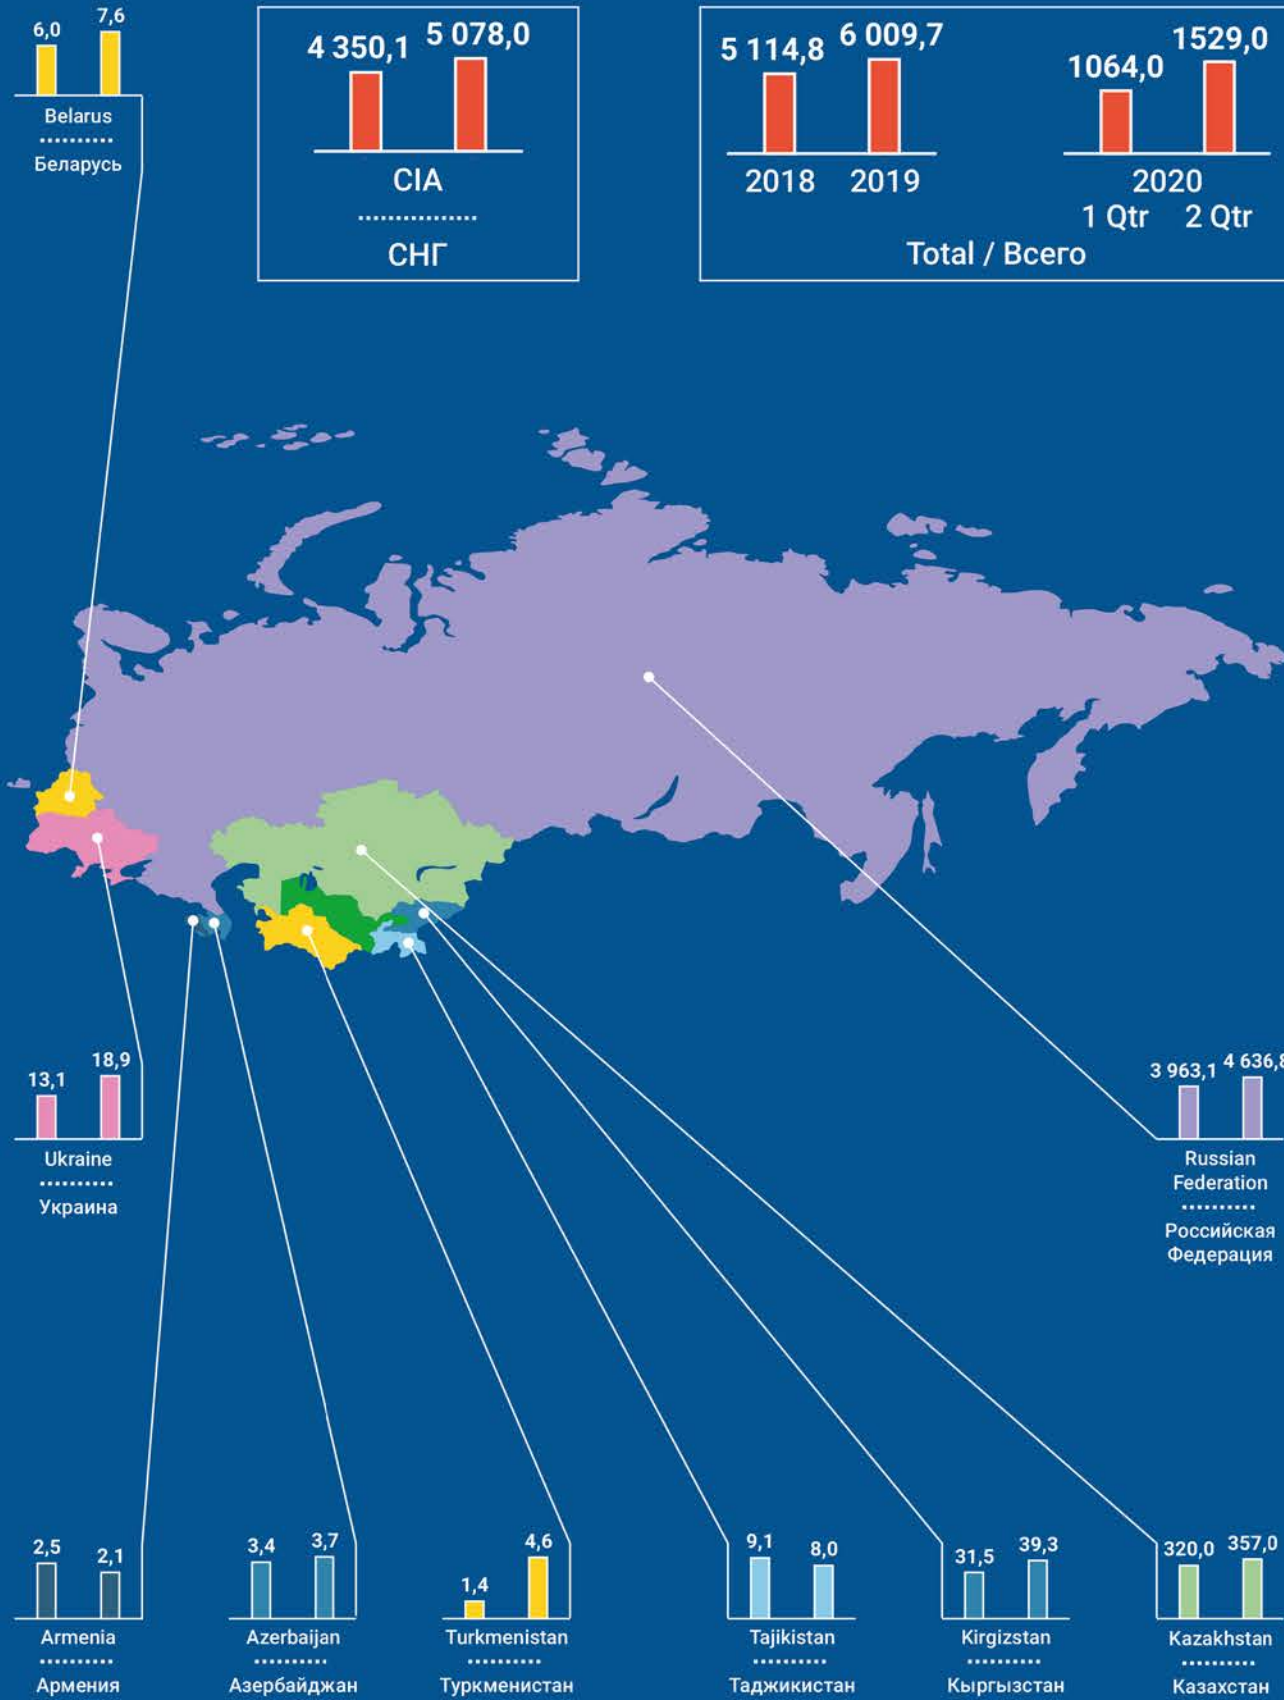 6,0 7,6
Belarus
Беларусь
4 350,1 5 078,0
CIA
СНГ
5 114,8 6 009,7
1064,0 1529,0
2018 2019
2020
1 Qtr 2 Qtr
Total / Всего
13,1 18,9
Ukraine
Украина
3 963,1 4 636,8
Russian
Federation
Российская
Федерация
2,5 2,1
Armenia
Армения
3,4 3,7
Azerbaijan
Азербайджан
1,4 4,6
Turkmenistan
Туркменистан
9,1 8,0
Tajikistan
Таджикистан
31,5 39,3
Kirgizstan
Кыргызстан
320,0 357,0
Kazakhstan
Казахстан